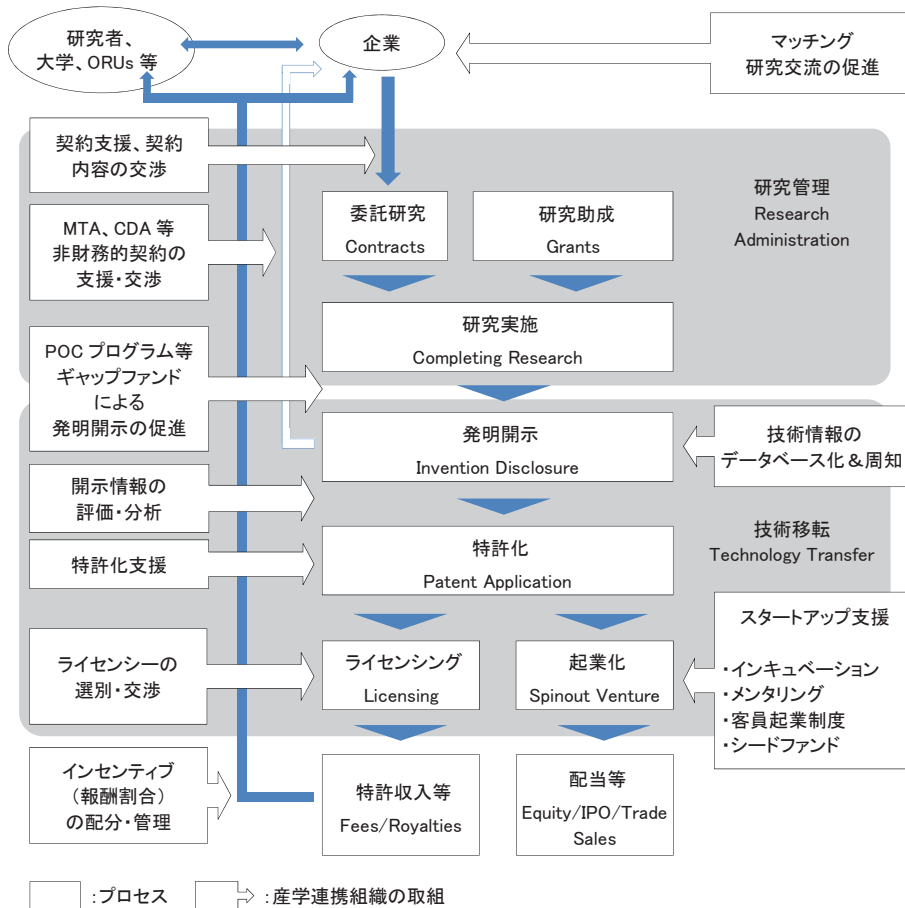 研究者、
大学、ORUs 等
企業
マッチング
研究交流の促進
契約支援、契約
内容の交渉
MTA、CDA 等
非財務的契約の
支援・交渉
委託研究
Contracts
研究助成
Grants
研究管理
Research
Administration
研究実施
Completing Research
POC プログラム等
ギャップファンド
による
発明開示の促進
発明開示
Invention Disclosure
技術情報の
データベース化＆周知
開示情報の
評価・分析
特許化支援
特許化
Patent Application
技術移転
Technology Transfer
ライセンシーの
選別・交渉
ライセンシング
Licensing
起業化
Spinout Venture
スタートアップ支援
・インキュベーション
・メンタリング
・客員起業制度
・シードファンド
インセンティブ
（報酬割合）
の配分・管理
特許収入等
Fees/Royalties
配当等
Equity/IPO/Trade
Sales
：プロセス
：産学連携組織の取組